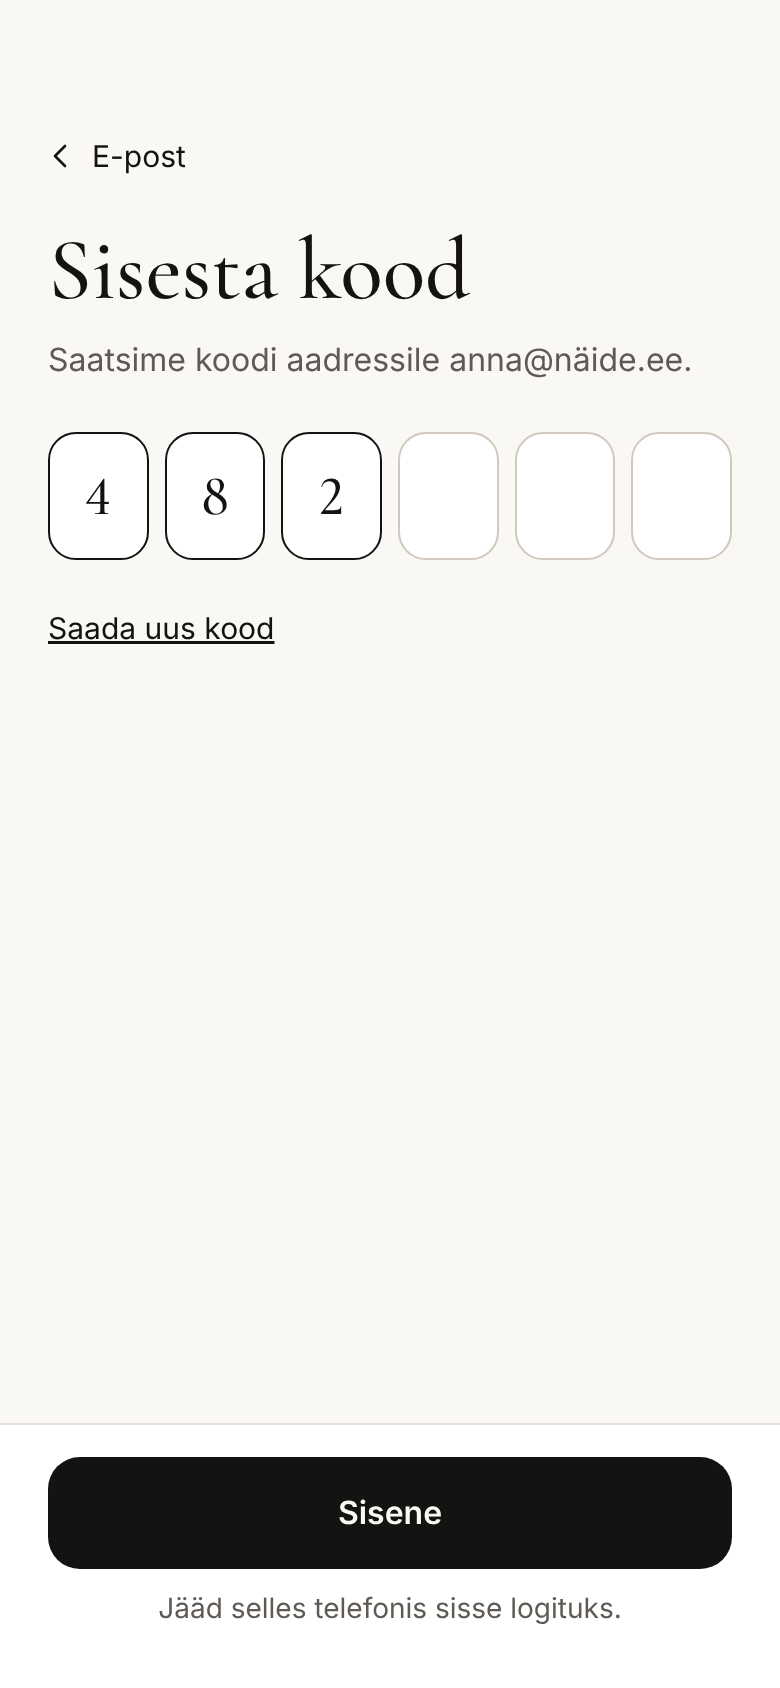 E-post
Sisesta kood
Saatsime koodi aadressile anna@näide.ee.
4 8 2
Saada uus kood
Sisene
Jääd selles telefonis sisse logituks.